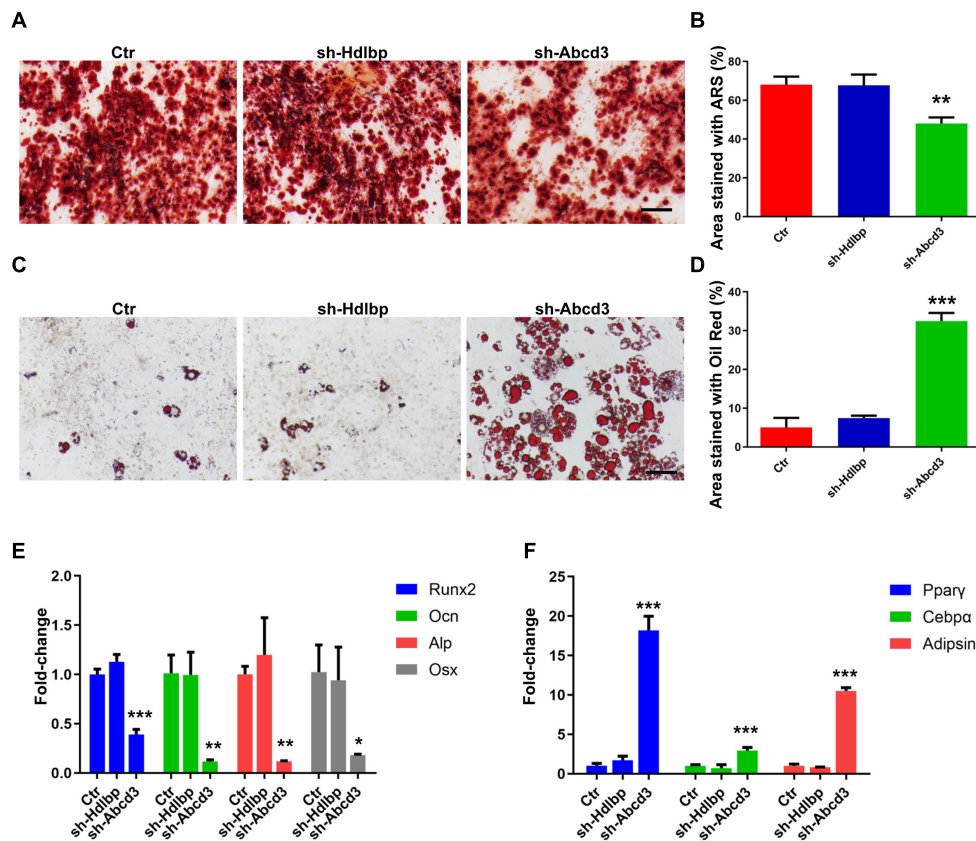 A
Ctr
sh-Hdlbp
sh-Abcd3
B
Area stained with ARS (%)
80
60
40
20
0
**
Ctr
sh-Hdlbp
sh-Abcd3
C
Ctr
sh-Hdlbp
sh-Abcd3
D
Area stained with Oil Red (%)
40
30
20
10
0
***
Ctr
sh-Hdlbp
sh-Abcd3
E
Fold-change
2.0
1.5
1.0
0.5
0.0
***
**
**
*
Runx2
Ocn
Alp
Osx
Ctr
sh-Hdlbp
sh-Abcd3
Ctr
sh-Hdlbp
sh-Abcd3
Ctr
sh-Hdlbp
sh-Abcd3
Ctr
sh-Hdlbp
sh-Abcd3
F
Fold-change
25
20
15
10
5
0
***
***
***
Pparγ
Cebpα
Adipsin
Ctr
sh-Hdlbp
sh-Abcd3
Ctr
sh-Hdlbp
sh-Abcd3
Ctr
sh-Hdlbp
sh-Abcd3